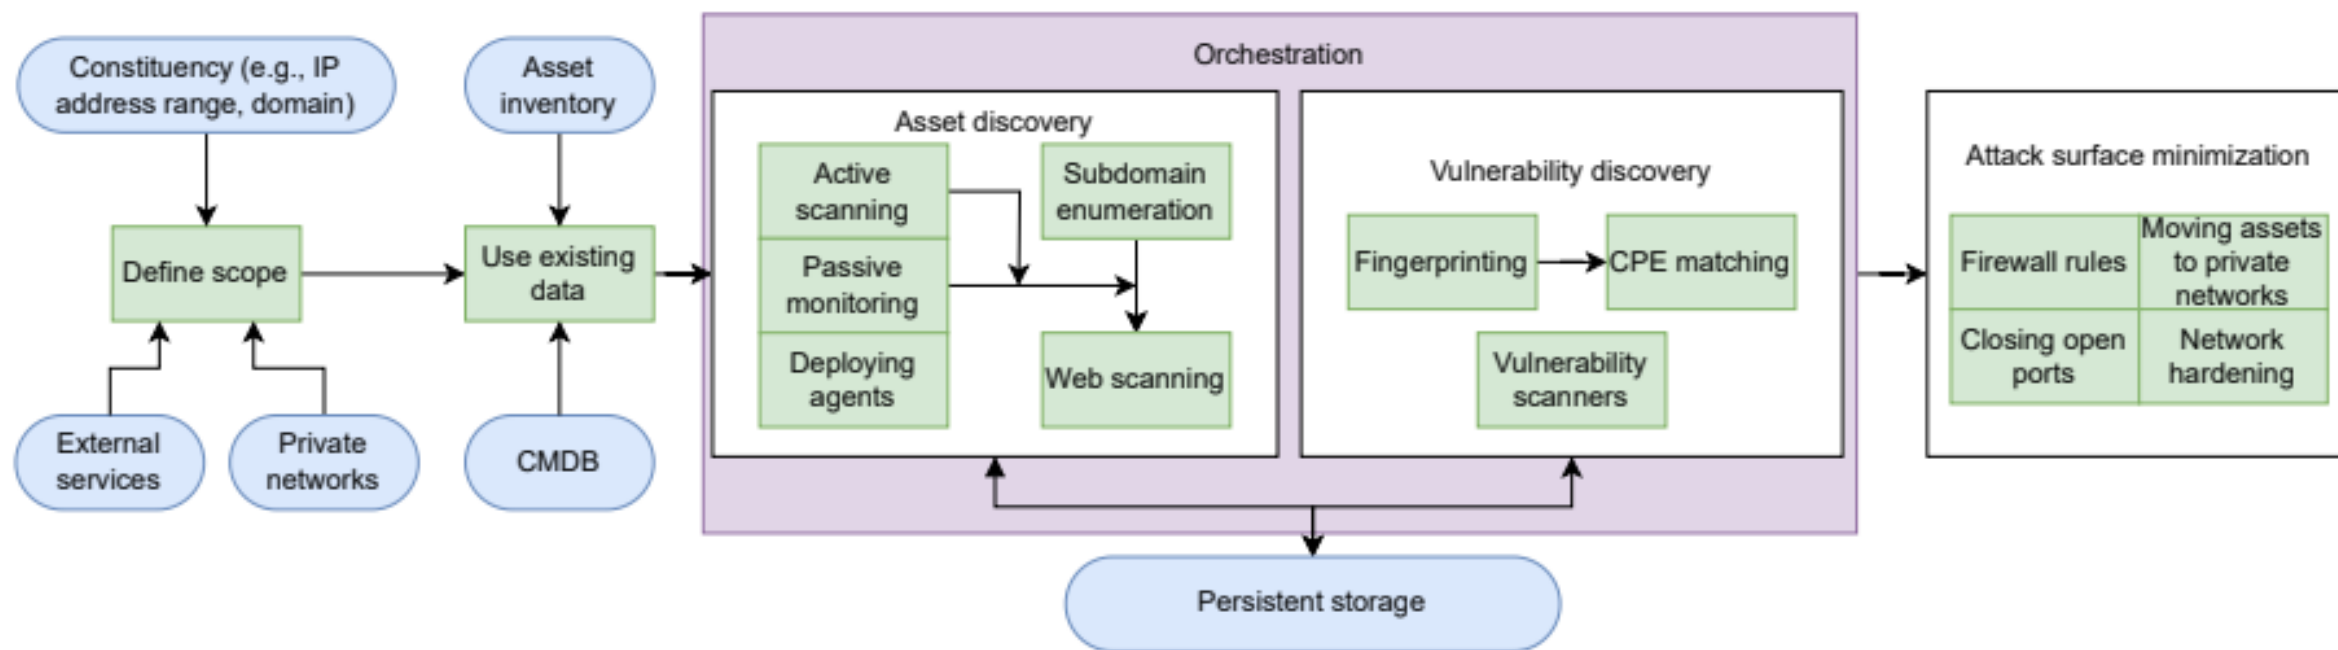 Constituency (e.g., IP
address range, domain)
Asset
inventory
Define scope
Use existing
data
External
services
Private
networks
CMDB
Orchestration
Asset discovery
Active
scanning
Passive
monitoring
Deploying
agents
Subdomain
enumeration
Web scanning
Vulnerability discovery
Fingerprinting
CPE matching
Vulnerability
scanners
Persistent storage
Attack surface minimization
Firewall rules
Moving assets
to private
networks
Closing open
ports
Network
hardening